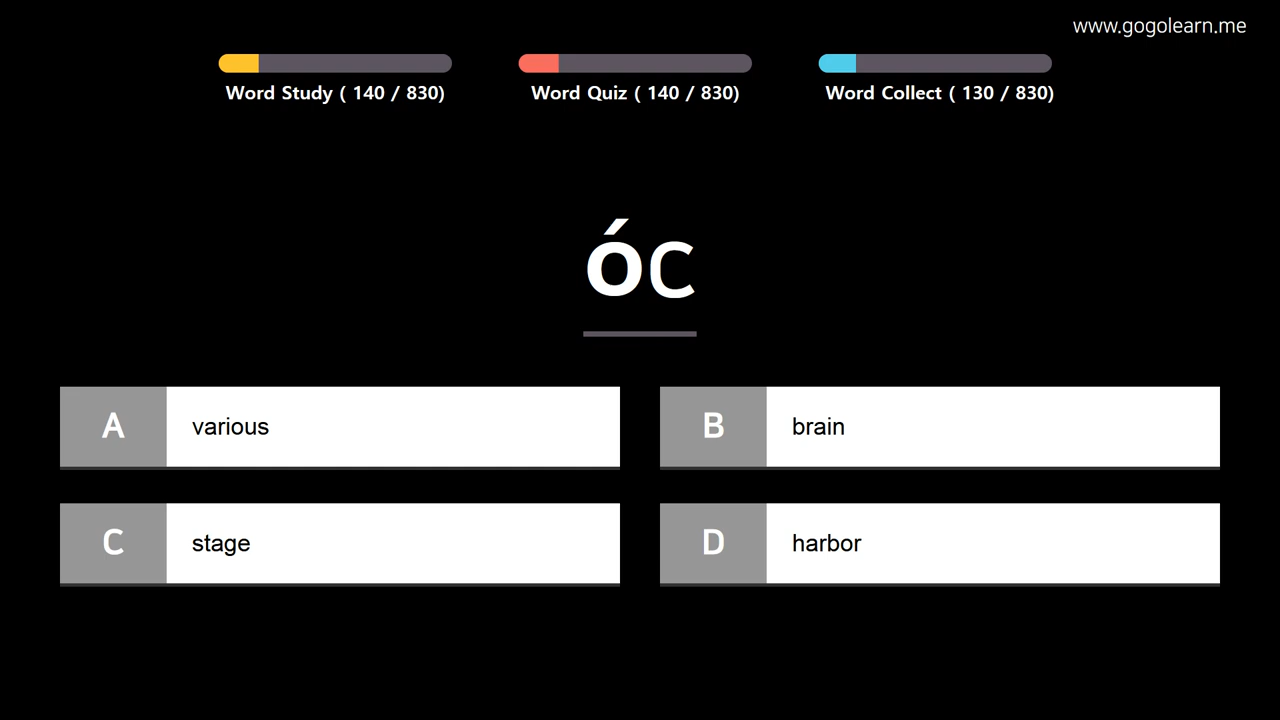 www.gogolearn.me
Word Study ( 140 / 830)
Word Quiz ( 140 / 830)
Word Collect ( 130 / 830)
óc
A various
B brain
C stage
D harbor